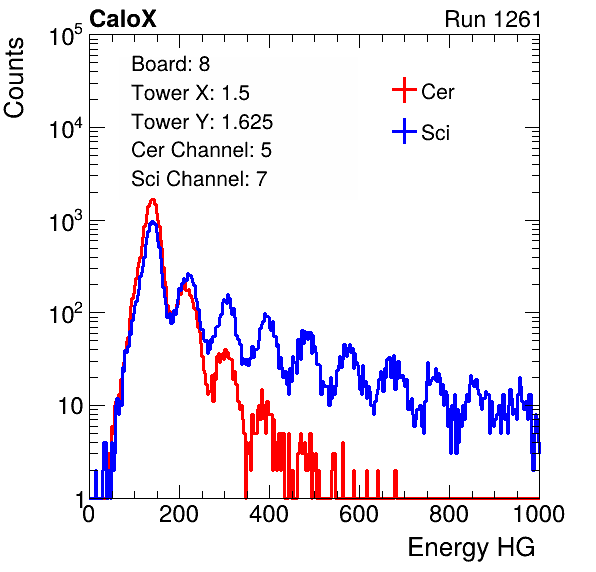 CaloX Run 1261
Counts
10^5
10^4
10^3
10^2
10
1
Board: 8
Tower X: 1.5
Tower Y: 1.625
Cer Channel: 5
Sci Channel: 7
Cer
Sci
0 200 400 600 800 1000
Energy HG